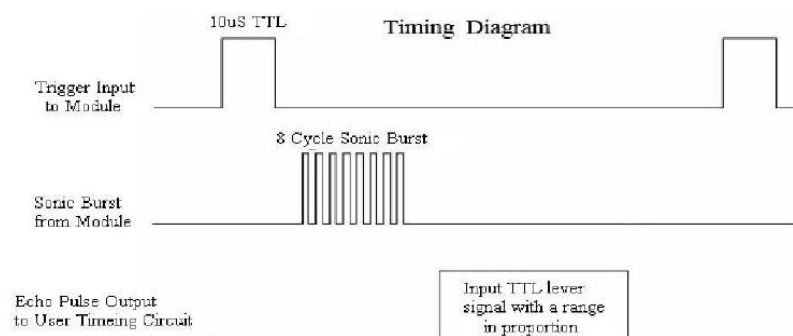 10uS TTL
Timing Diagram
Trigger Input
to Module
8 Cycle Sonic Burst
Sonic Burst
from Module
Echo Pulse Output
to User Timeing Circuit
Input TTL lever
signal with a range
in proportion